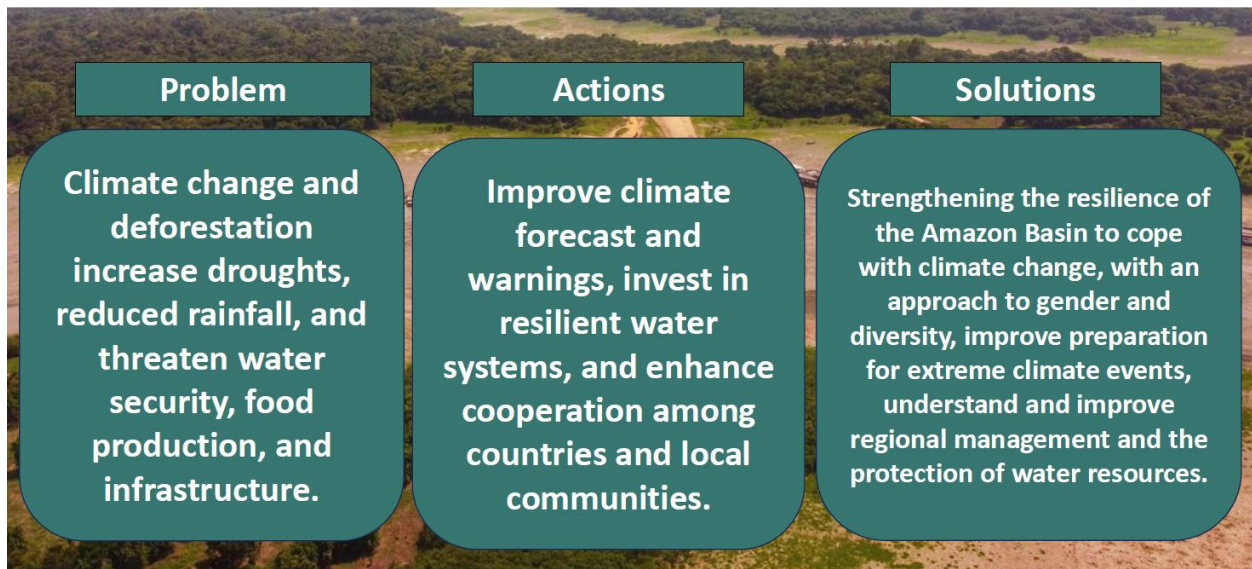 Problem
Climate change and
deforestation
increase droughts,
reduced rainfall, and
threaten water
security, food
production, and
infrastructure.
Actions
Improve climate
forecast and
warnings, invest in
resilient water
systems, and enhance
cooperation among
countries and local
communities.
Solutions
Strengthening the resilience of
the Amazon Basin to cope
with climate change, with an
approach to gender and
diversity, improve preparation
for extreme climate events,
understand and improve
regional management and the
protection of water resources.